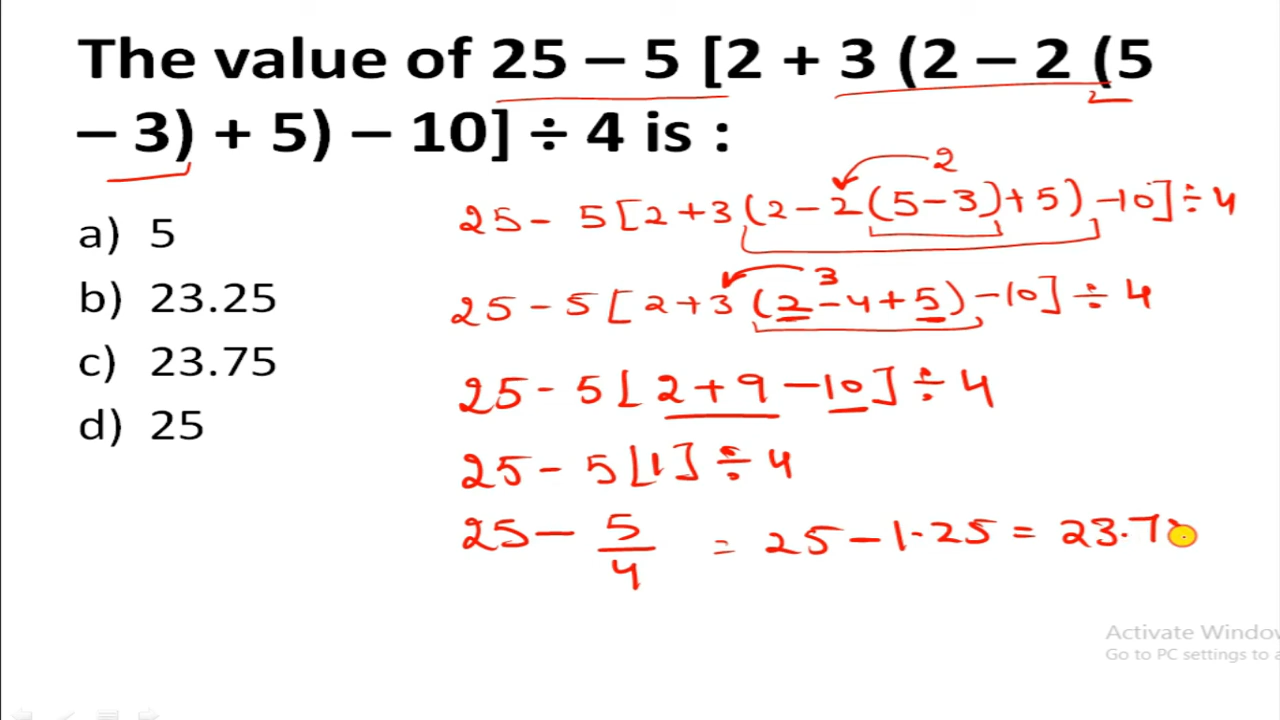 The value of 25 – 5 [2 + 3 (2 – 2 (5
– 3) + 5) – 10] ÷ 4 is :
a) 5
b) 23.25
c) 23.75
d) 25
2
2
25 - 5 [2 + 3 (2 - 2 (5 - 3) + 5) - 10] ÷ 4
3
25 - 5 [2 + 3 (2 - 4 + 5) - 10] ÷ 4
25 - 5 [2 + 9 - 10] ÷ 4
25 - 5 [1] ÷ 4
25 - 5/4 = 25 - 1.25 = 23.7
Activate Windo
Go to PC settings to a